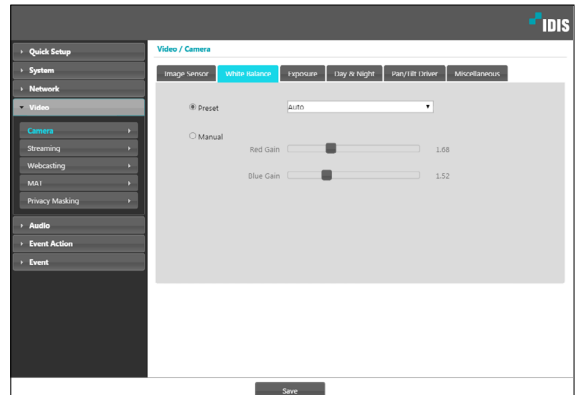 IDIS
Quick Setup
System
Network
Video
Camera
Streaming
Webcasting
MAT
Privacy Masking
Audio
Event Action
Event
Video / Camera
Image Sensor White Balance Exposure Day & Night Pan/Tilt Driver Miscellaneous
Preset Auto
Manual
Red Gain 1.68
Blue Gain 1.52
Save